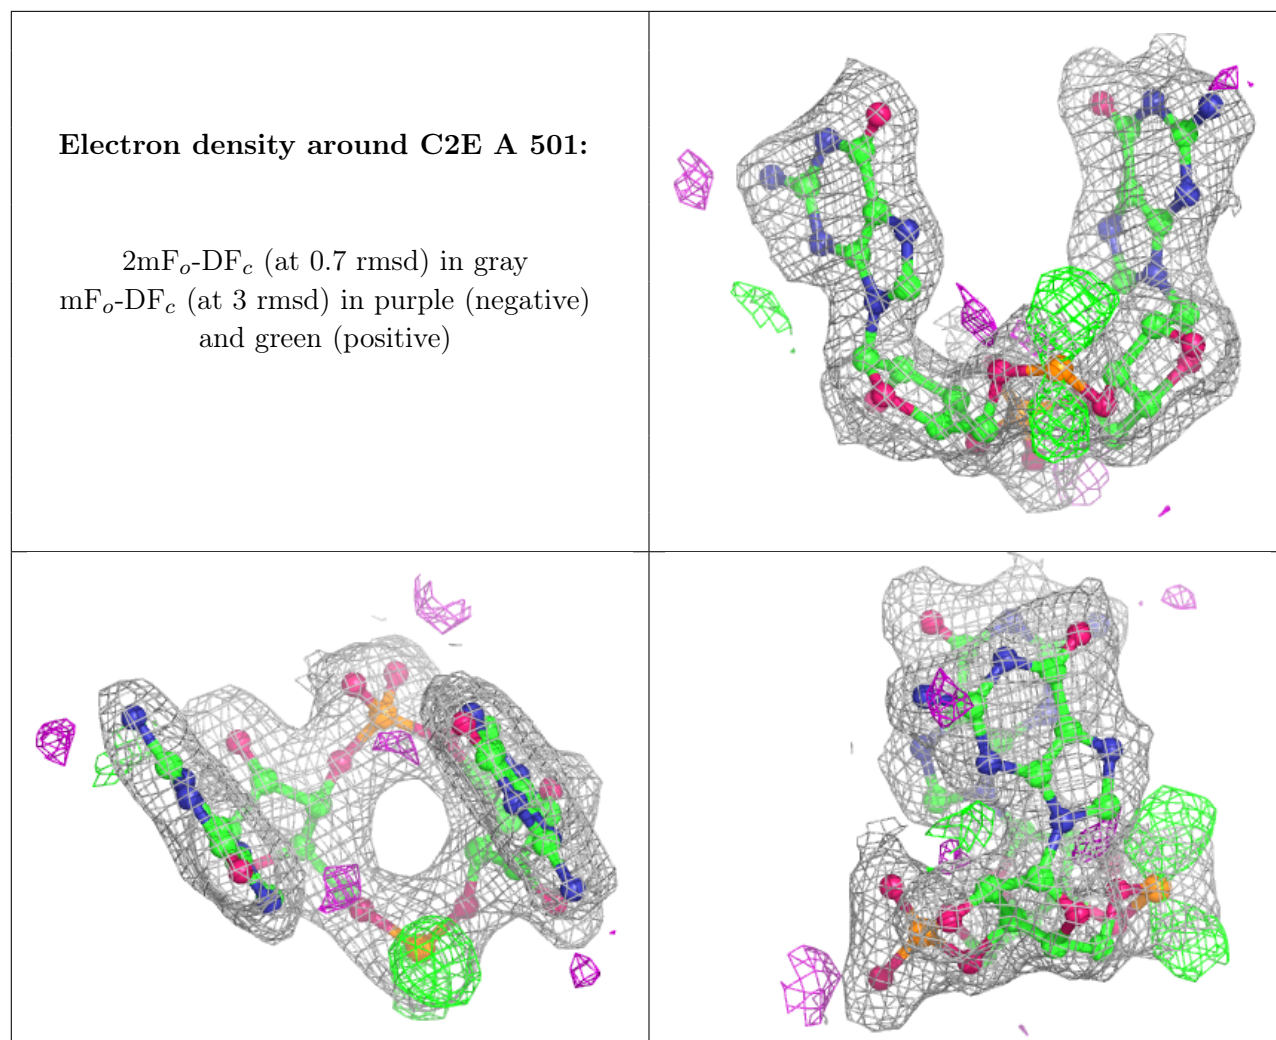 Electron density around C2E A 501:
2mFo-DFc (at 0.7 rmsd) in gray
mFo-DFc (at 3 rmsd) in purple (negative)
and green (positive)